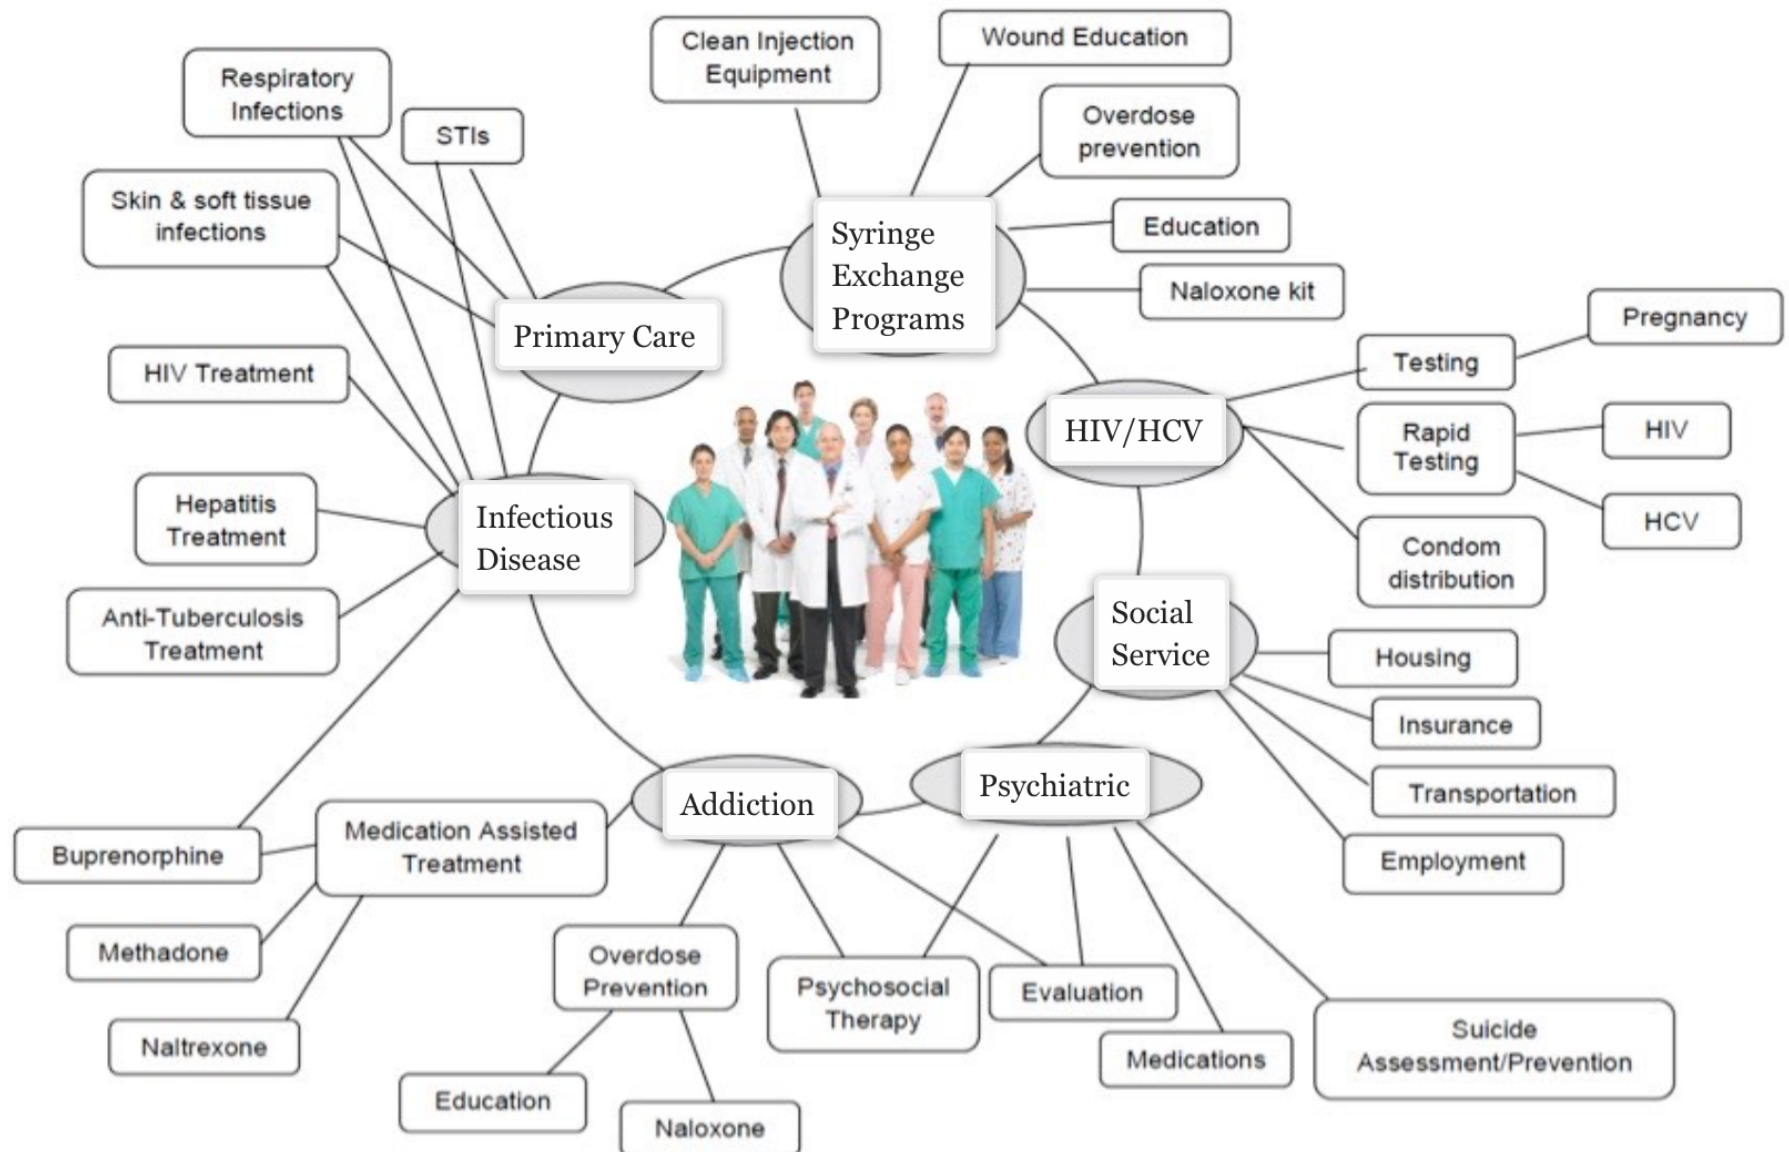 Clean Injection
Equipment
Wound Education
Respiratory
Infections
STIs
Overdose
prevention
Skin & soft tissue
infections
Syringe
Exchange
Programs
Education
Naloxone kit
Primary Care
Pregnancy
Testing
HIV Treatment
HIV/HCV
Rapid
Testing
HIV
HCV
Hepatitis
Treatment
Infectious
Disease
Condom
distribution
Anti-Tuberculosis
Treatment
Social
Service
Housing
Insurance
Transportation
Employment
Psychiatric
Addiction
Medication Assisted
Treatment
Buprenorphine
Methadone
Naltrexone
Overdose
Prevention
Psychosocial
Therapy
Evaluation
Medications
Suicide
Assessment/Prevention
Education
Naloxone